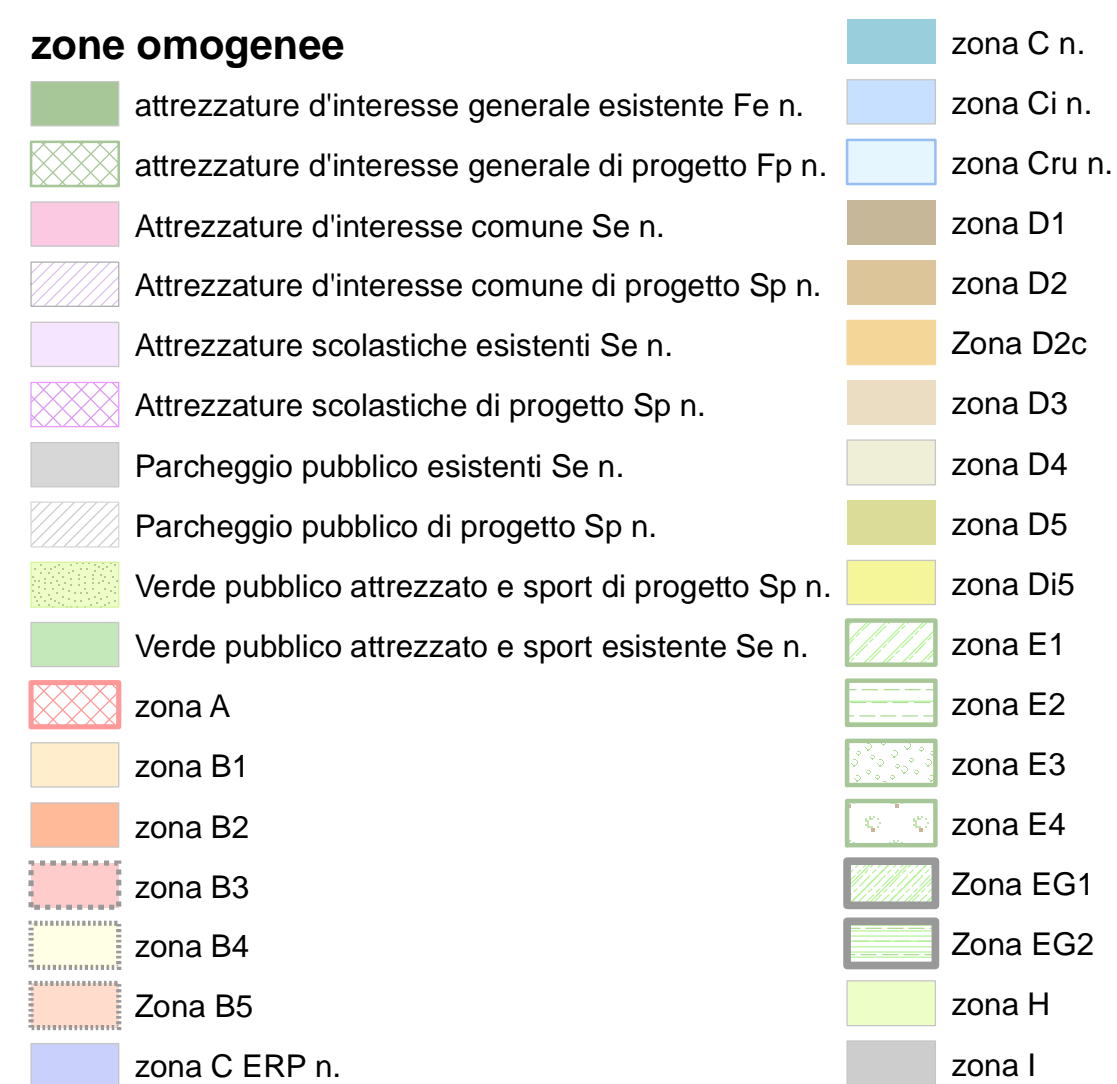 zone omogenee
attrezzature d'interesse generale esistente Fe n.
attrezzature d'interesse generale di progetto Fp n.
Attrezzature d'interesse comune Se n.
Attrezzature d'interesse comune di progetto Sp n.
Attrezzature scolastiche esistenti Se n.
Attrezzature scolastiche di progetto Sp n.
Parcheggio pubblico esistenti Se n.
Parcheggio pubblico di progetto Sp n.
Verde pubblico attrezzato e sport di progetto Sp n.
Verde pubblico attrezzato e sport esistente Se n.
zona A
zona B1
zona B2
zona B3
zona B4
Zona B5
zona C ERP n.
zona C n.
zona Ci n.
zona Cru n.
zona D1
zona D2
Zona D2c
zona D3
zona D4
zona D5
zona Di5
zona E1
zona E2
zona E3
zona E4
Zona EG1
Zona EG2
zona H
zona I